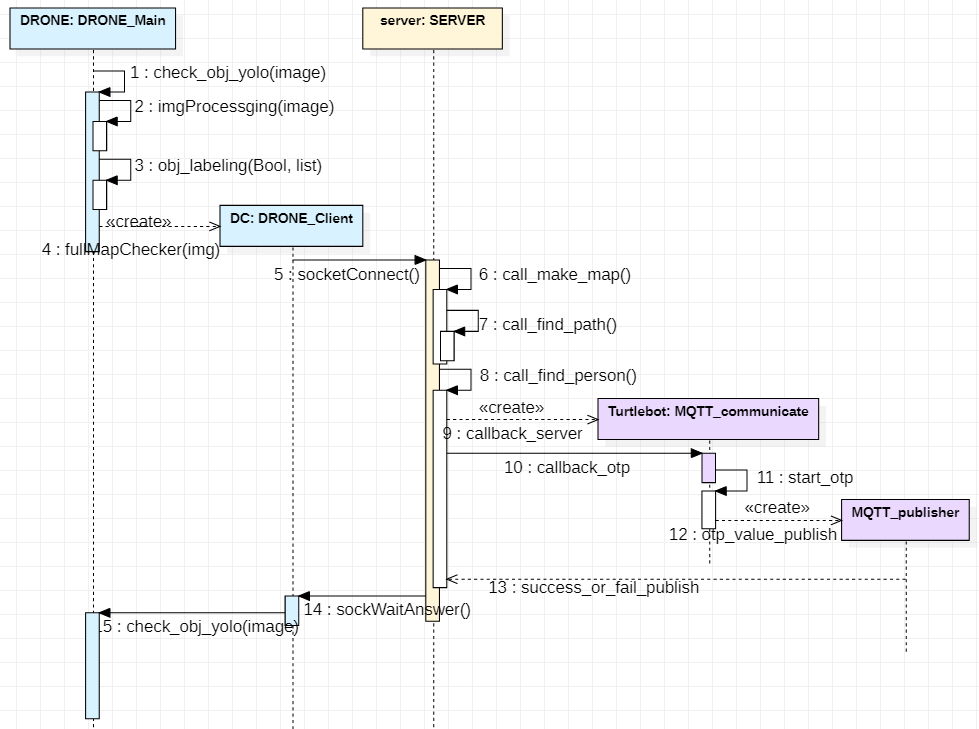 DRONE: DRONE_Main
server: SERVER
1 : check_obj_yolo(image)
2 : imgProcessging(image)
3 : obj_labeling(Bool, list)
«create»
DC: DRONE_Client
4 : fullMapChecker(img)
5 : socketConnect()
6 : call_make_map()
7 : call_find_path()
8 : call_find_person()
«create»
Turtlebot: MQTT_communicate
9 : callback_server
10 : callback_otp
11 : start_otp
«create»
MQTT_publisher
12 : otp_value_publish
13 : success_or_fail_publish
14 : sockWaitAnswer()
5 : check_obj_yolo(image)